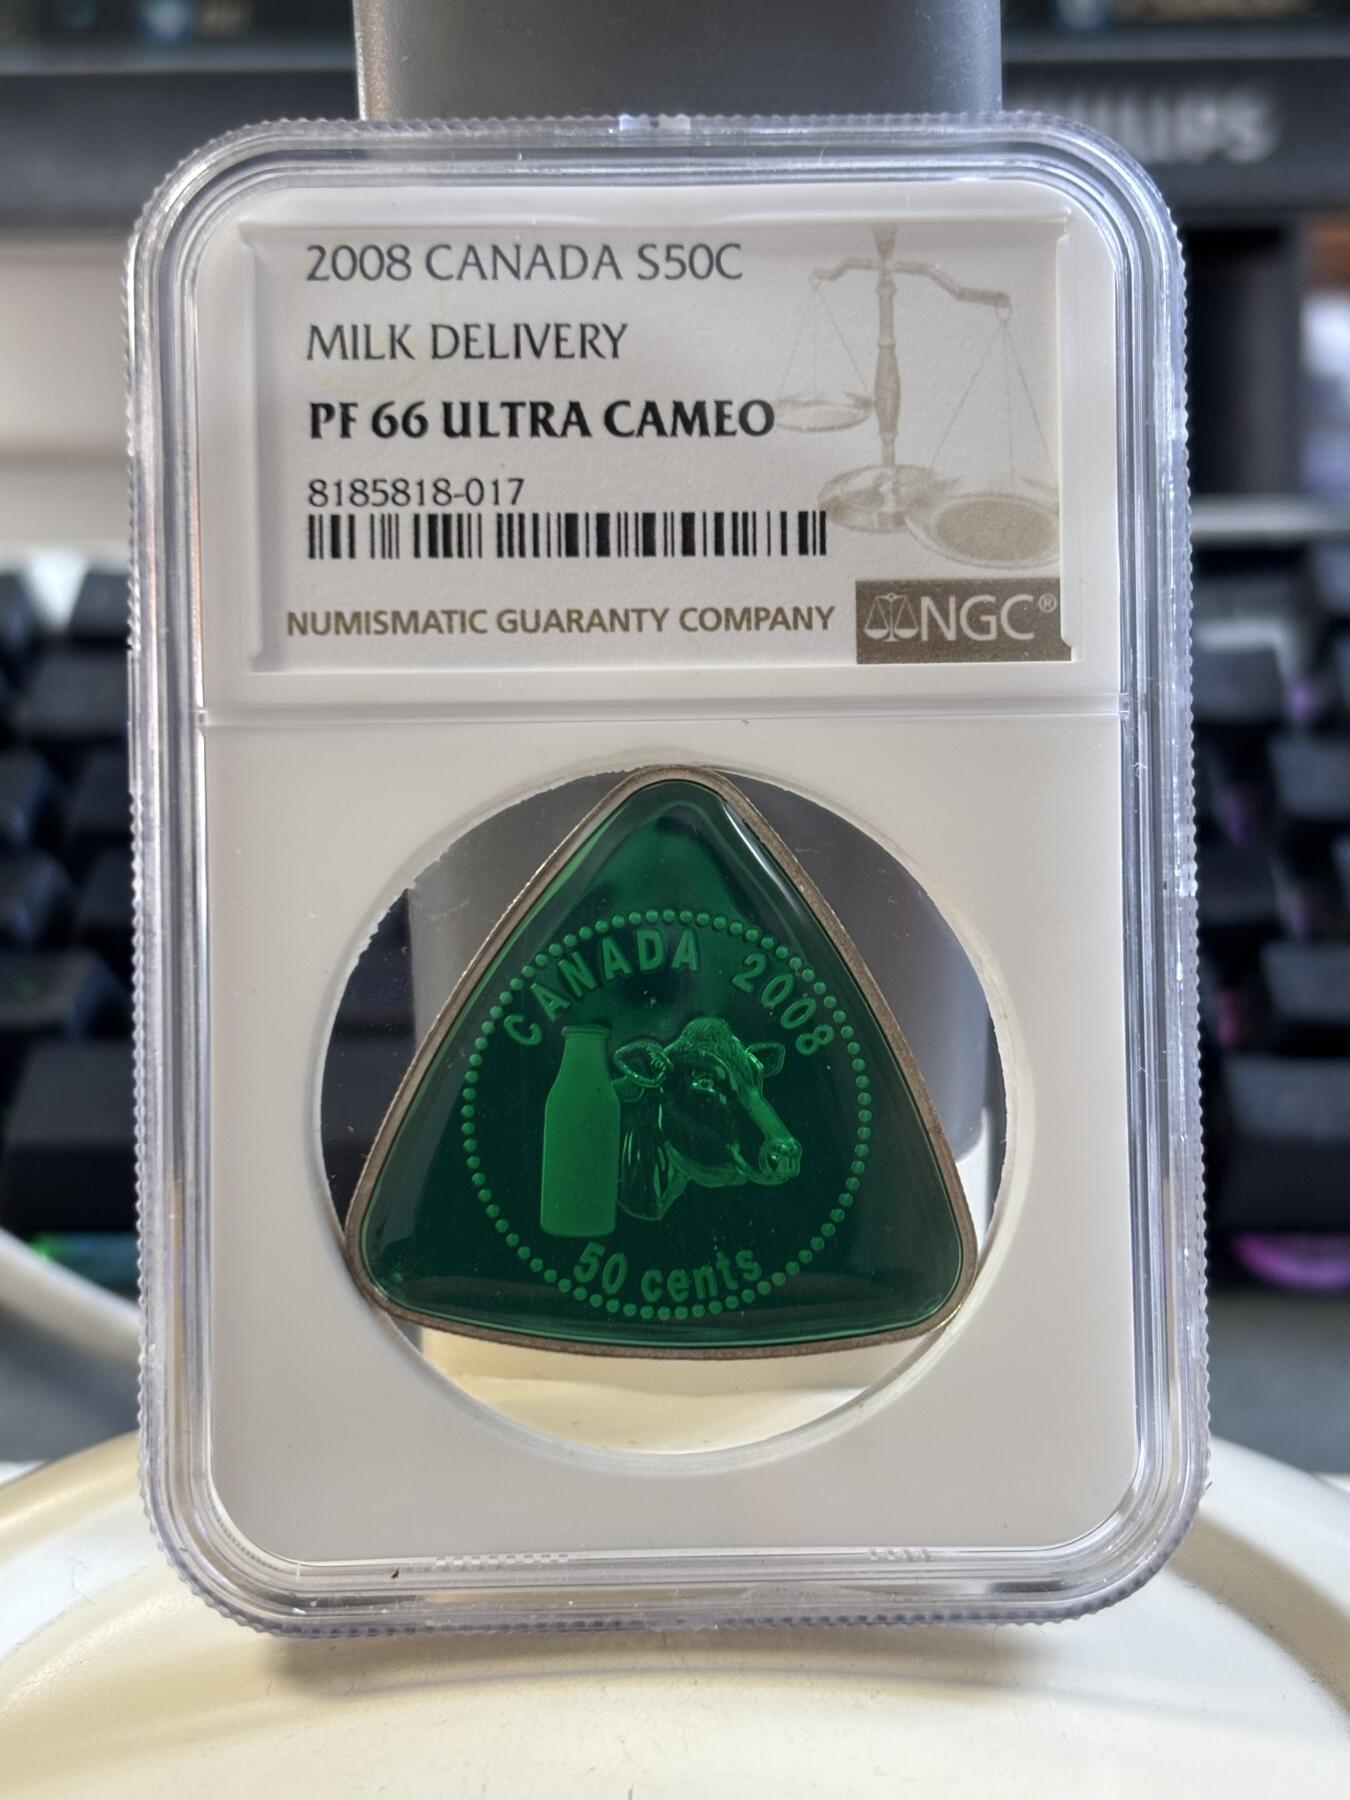 PHILIPS
2008 CANADA S50C
MILK DELIVERY
PF 66 ULTRA CAMEO
8185818-017
NUMISMATIC GUARANTY COMPANY
NGC®
CANADA 2008
50 cents